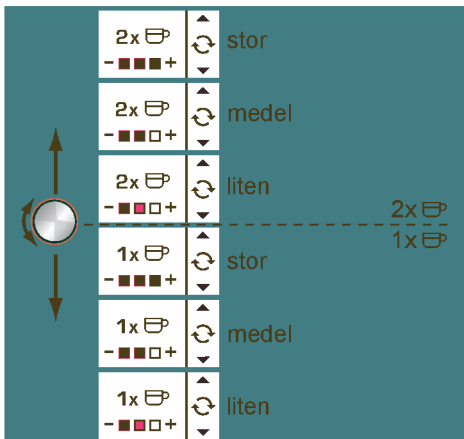 2x
- + stor
2x
- + medel
2x
- + liten
2x
1x
1x
- + stor
1x
- + medel
1x
- + liten